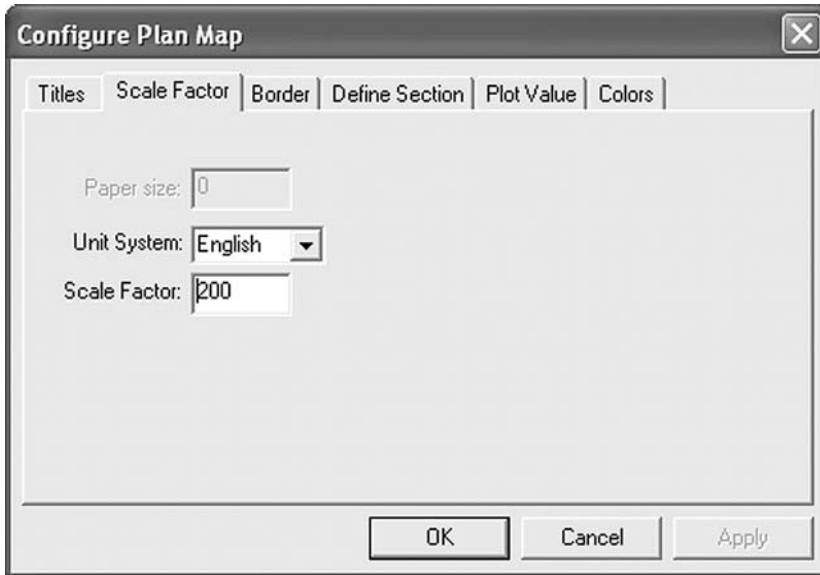 Configure Plan Map
Titles Scale Factor Border Define Section Plot Value Colors
Paper size: 0
Unit System: English
Scale Factor: 200
OK Cancel Apply